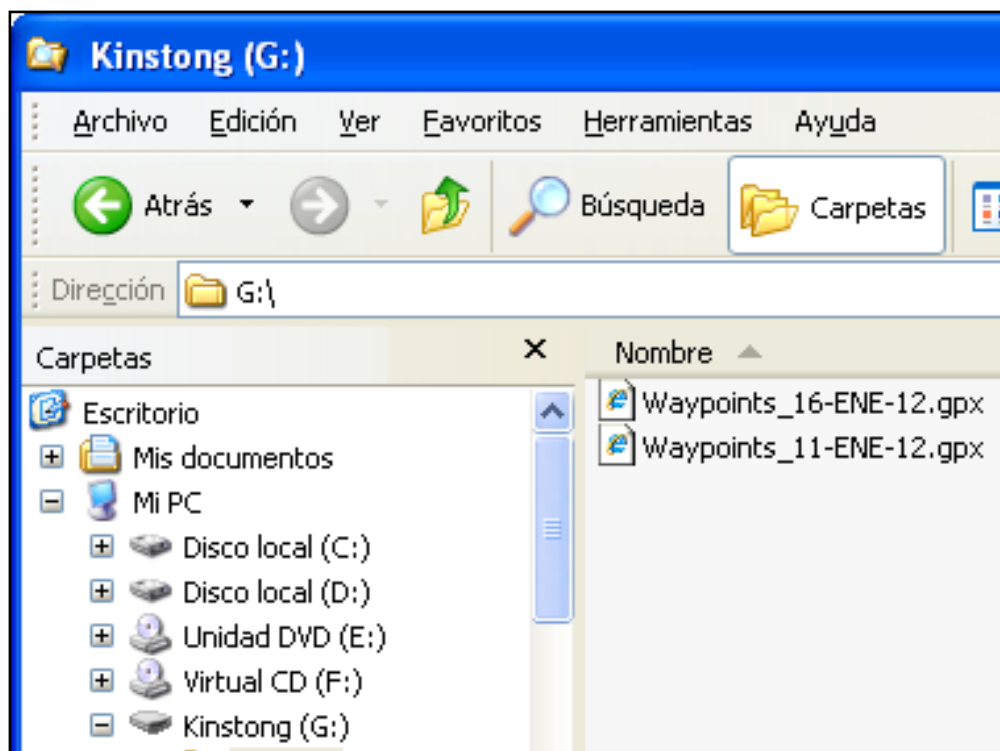 Kinstong (G:)
Archivo Edición Ver Favoritos Herramientas Ayuda
Atrás Búsqueda Carpetas
Dirección G:\
Carpetas
Nombre
Escritorio
Mis documentos
Mi PC
Disco local (C:)
Disco local (D:)
Unidad DVD (E:)
Virtual CD (F:)
Kinstong (G:)
Waypoints_16-ENE-12.gpx
Waypoints_11-ENE-12.gpx